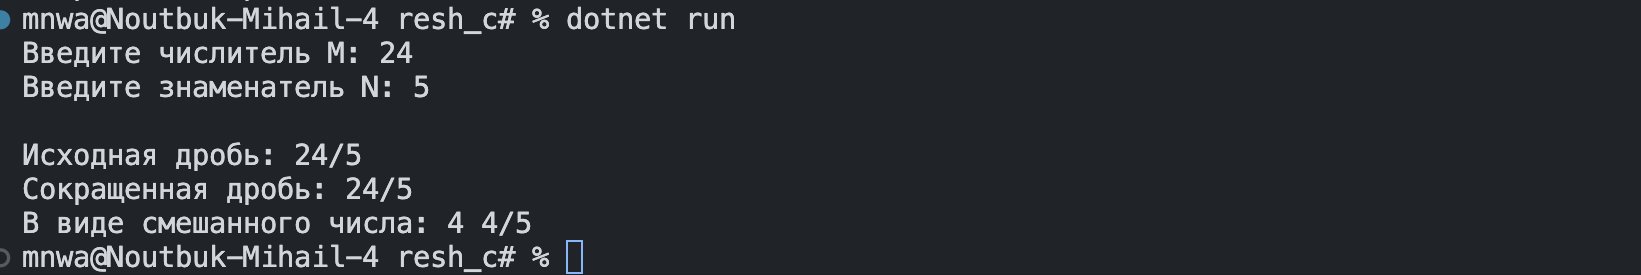 mnwa@Noutbuk-Mihail-4 resh_c# % dotnet run
Введите числитель M: 24
Введите знаменатель N: 5
Исходная дробь: 24/5
Сокращенная дробь: 24/5
В виде смешанного числа: 4 4/5
mnwa@Noutbuk-Mihail-4 resh_c# %